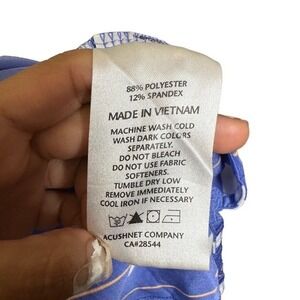 88% POLYESTER
12% SPANDEX
MADE IN VIETNAM
MACHINE WASH COLD
WASH DARK COLORS
SEPARATELY.
DO NOT BLEACH
DO NOT USE FABRIC
SOFTENERS.
TUMBLE DRY LOW
REMOVE IMMEDIATELY
COOL IRON IF NECESSARY
ACUSHNET COMPANY
CA#28544